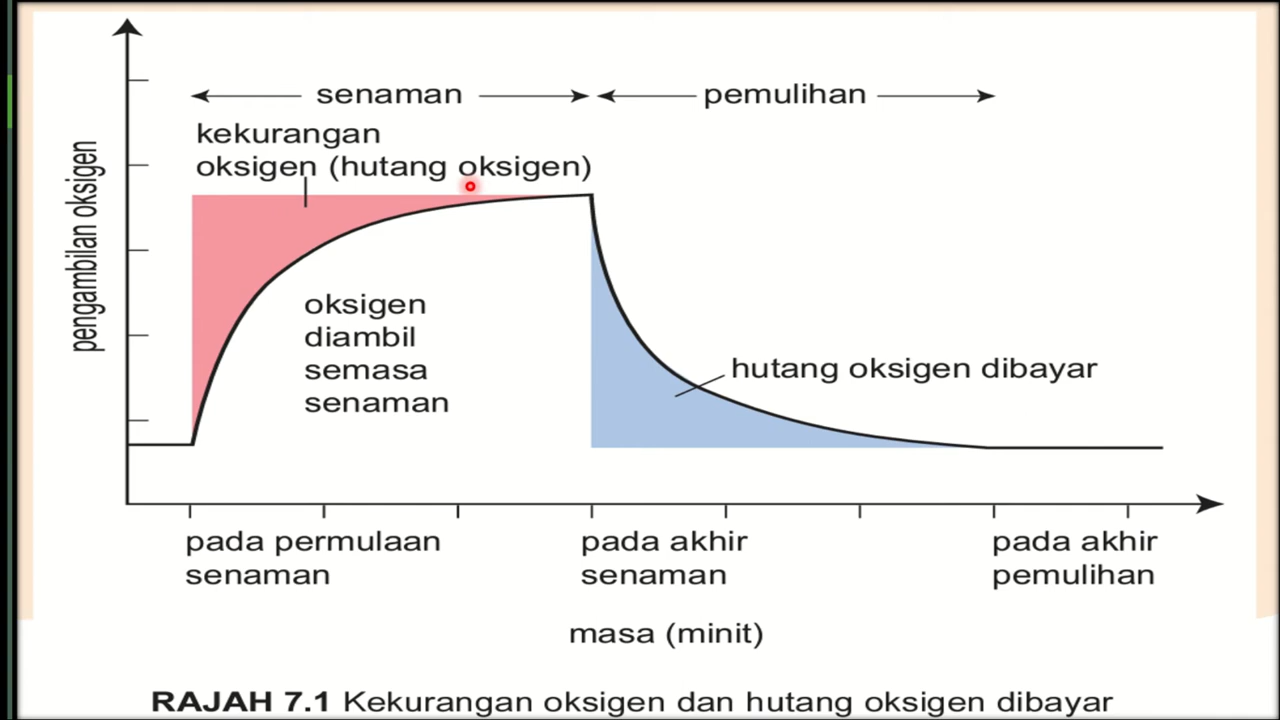 senaman
pemulihan
kekurangan
oksigen (hutang oksigen)
pengambilan oksigen
oksigen
diambil
semasa
senaman
hutang oksigen dibayar
pada permulaan
senaman
pada akhir
senaman
pada akhir
pemulihan
masa (minit)
RAJAH 7.1 Kekurangan oksigen dan hutang oksigen dibayar